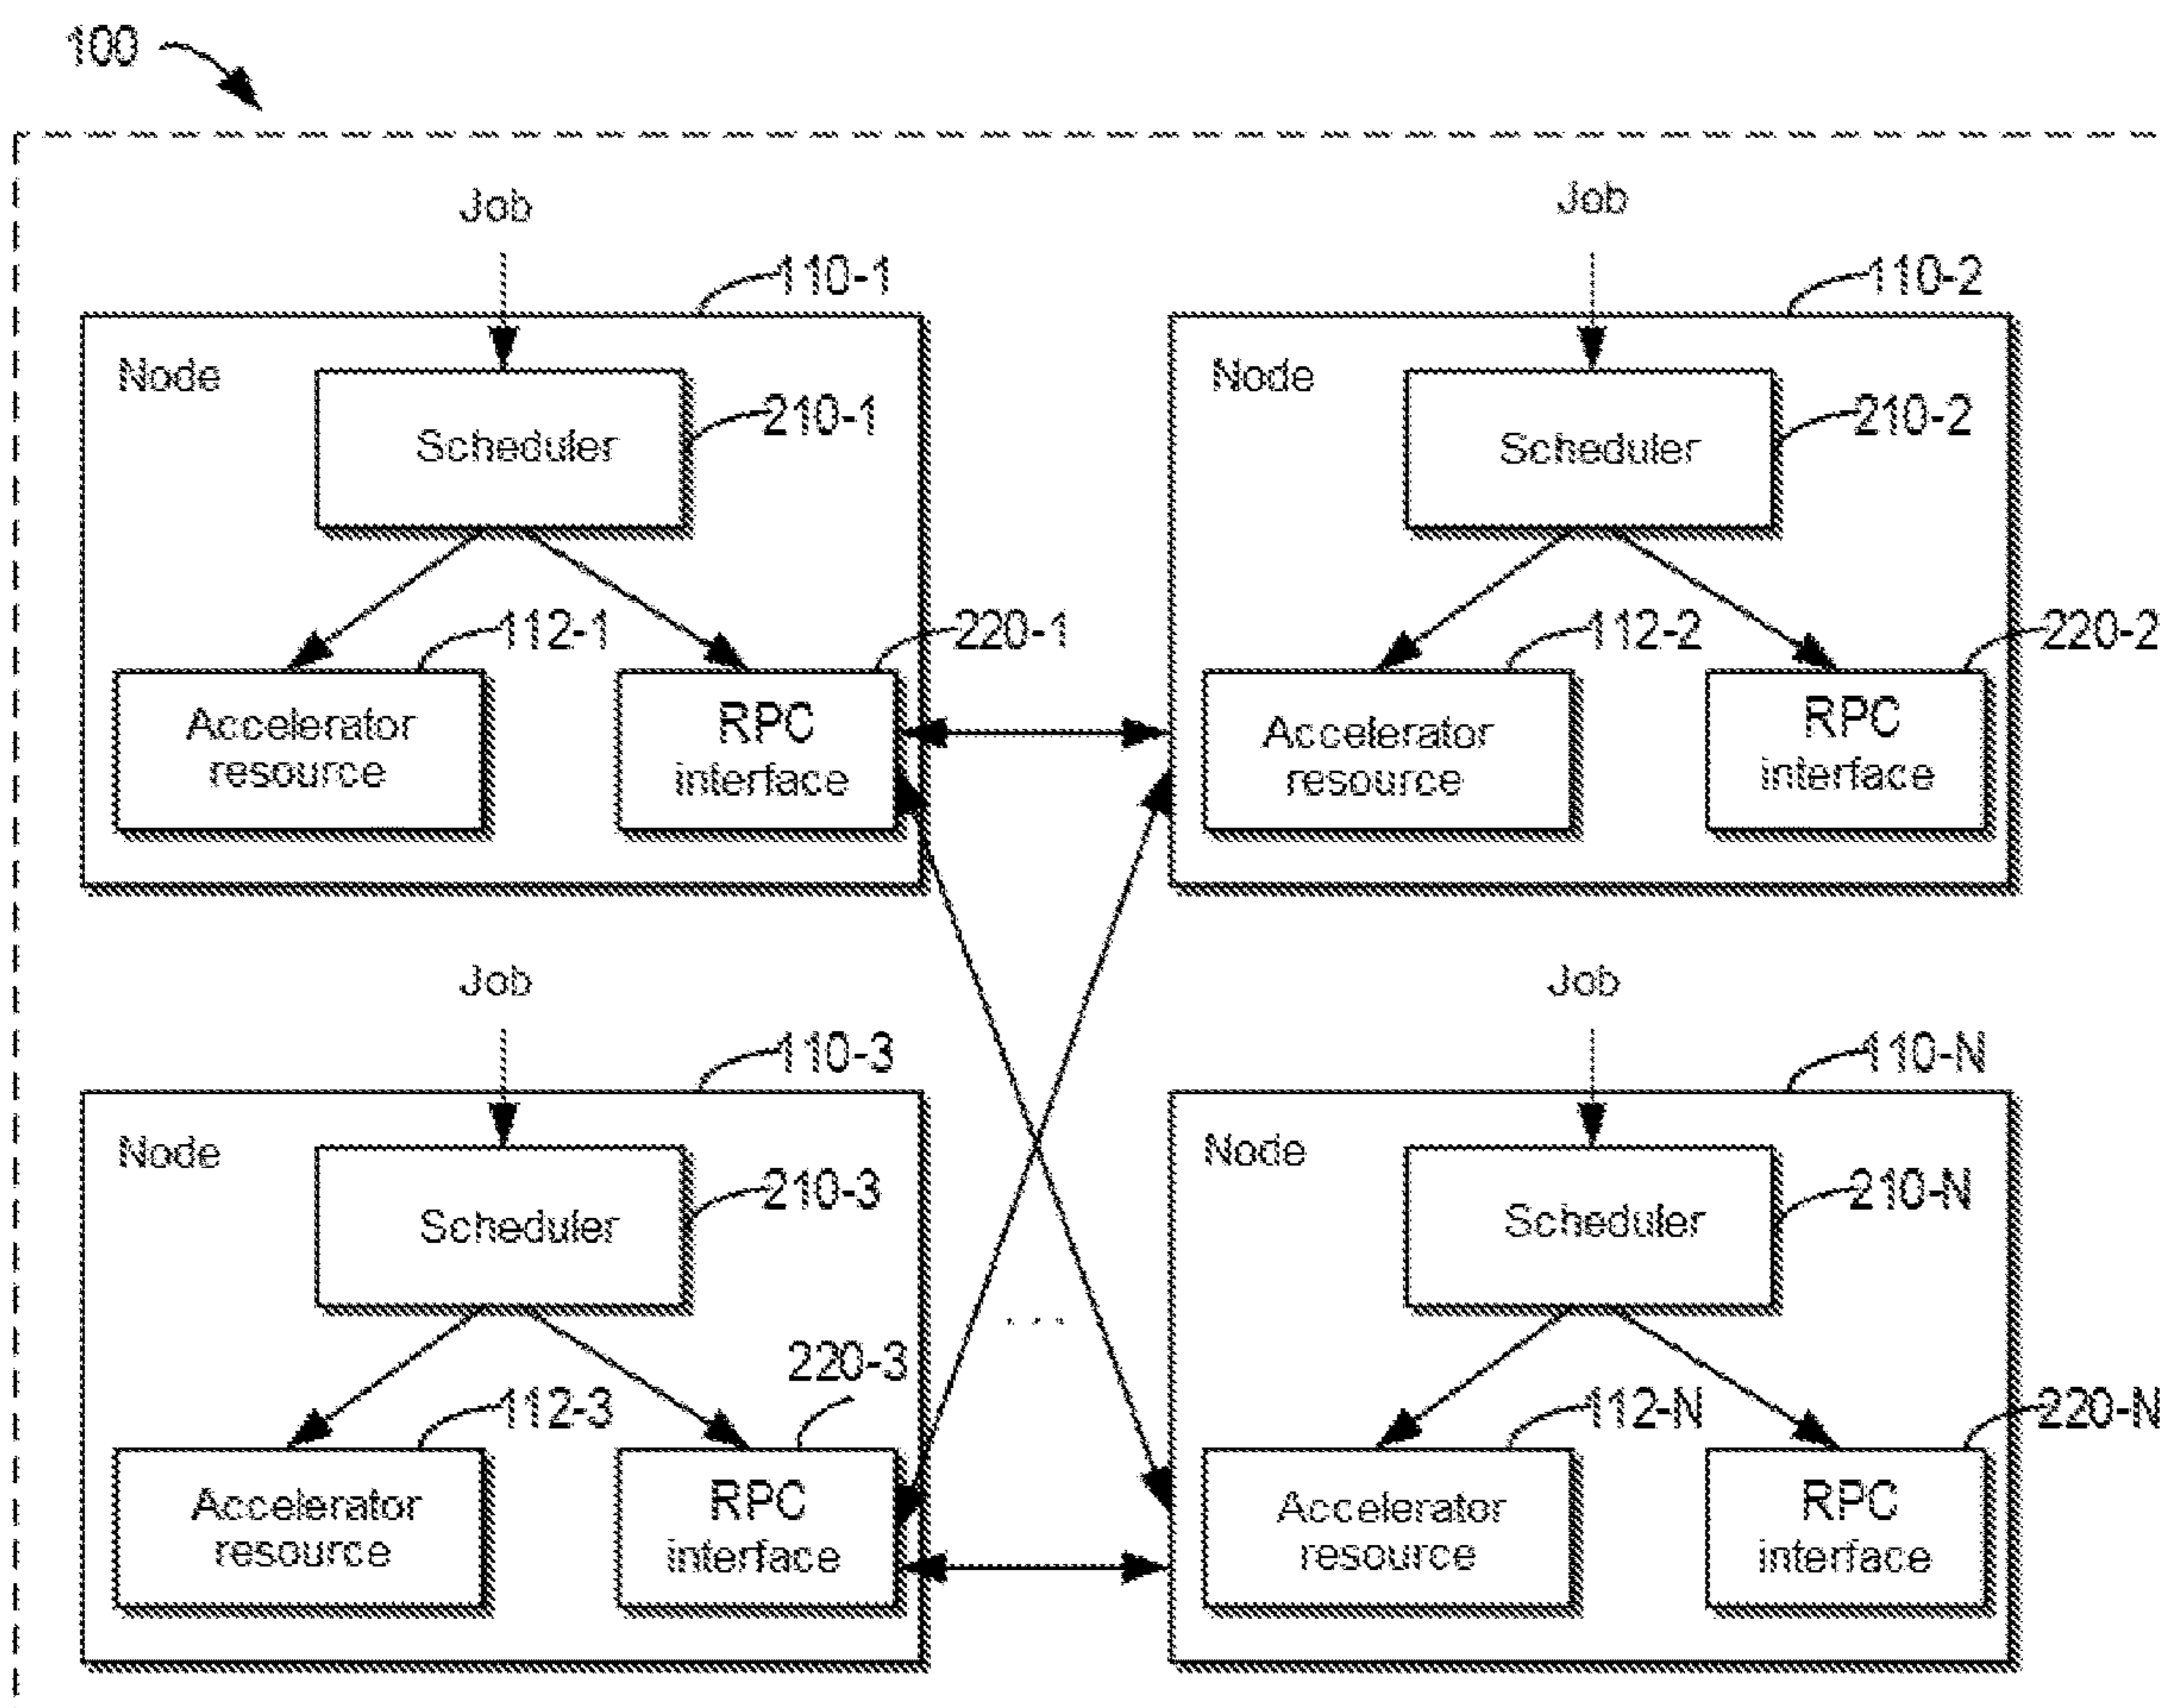 100
Job
110-1
Node
Scheduler
210-1
112-1
220-1
Accelerator
resource
RPC
interface
Job
110-2
Node
Scheduler
210-2
112-2
220-2
Accelerator
resource
RPC
interface
Job
110-3
Node
Scheduler
210-3
220-3
112-3
Accelerator
resource
RPC
interface
...
Job
110-N
Node
Scheduler
210-N
112-N
220-N
Accelerator
resource
RPC
interface